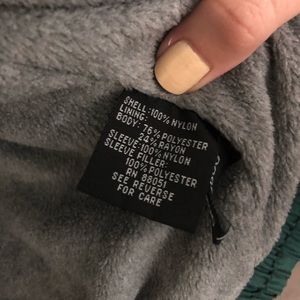 SHELL:100% NYLON
LINING:
BODY: 76% POLYESTER
24% RAYON
SLEEVE:100% NYLON
SLEEVE FILLER:
100% POLYESTER
RN 88051
SEE REVERSE
FOR CARE